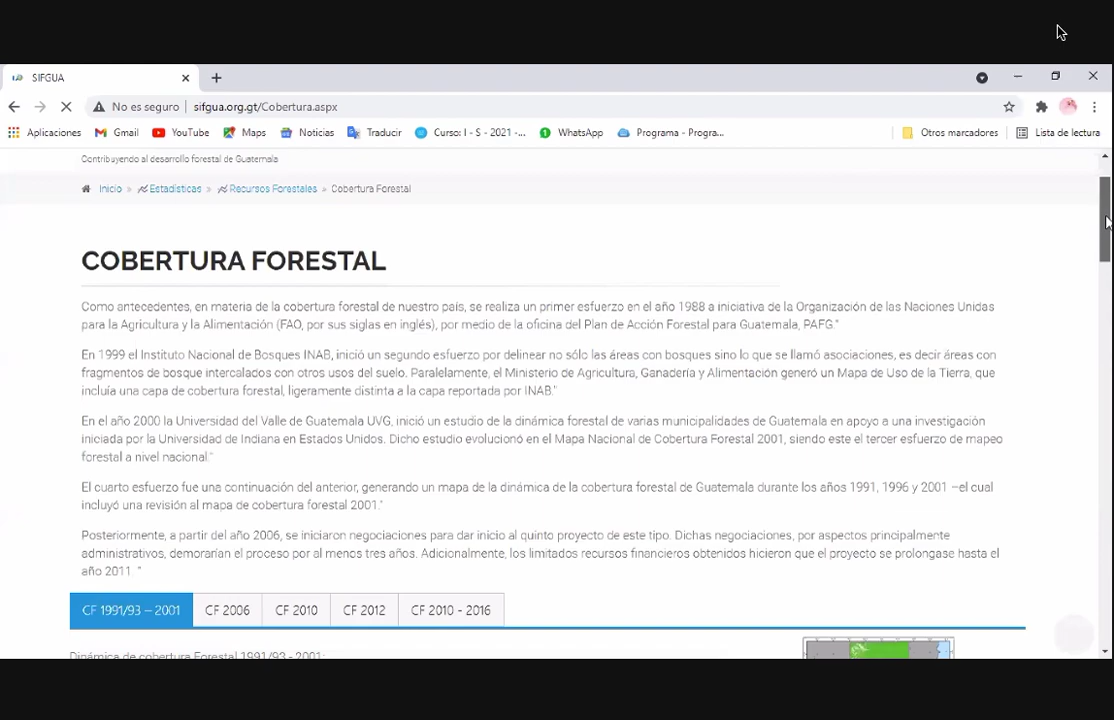 SIFGUA
No es seguro sifgua.org.gt/Cobertura.aspx
Aplicaciones Gmail YouTube Maps Noticias Traducir Curso: I - S - 2021 -... WhatsApp Programa - Progra... Otros marcadores Lista de lectura
Contribuyendo al desarrollo forestal de Guatemala
Inicio » Estadísticas » Recursos Forestales » Cobertura Forestal
COBERTURA FORESTAL
Como antecedentes, en materia de la cobertura forestal de nuestro país, se realiza un primer esfuerzo en el año 1988 a iniciativa de la Organización de las Naciones Unidas
para la Agricultura y la Alimentación (FAO, por sus siglas en inglés), por medio de la oficina del Plan de Acción Forestal para Guatemala, PAFG."
En 1999 el Instituto Nacional de Bosques INAB, inició un segundo esfuerzo por delinear no sólo las áreas con bosques sino lo que se llamó asociaciones, es decir áreas con
fragmentos de bosque intercalados con otros usos del suelo. Paralelamente, el Ministerio de Agricultura, Ganadería y Alimentación generó un Mapa de Uso de la Tierra, que
incluía una capa de cobertura forestal, ligeramente distinta a la capa reportada por INAB."
En el año 2000 la Universidad del Valle de Guatemala UVG, inició un estudio de la dinámica forestal de varias municipalidades de Guatemala en apoyo a una investigación
iniciada por la Universidad de Indiana en Estados Unidos. Dicho estudio evolucionó en el Mapa Nacional de Cobertura Forestal 2001, siendo este el tercer esfuerzo de mapeo
forestal a nivel nacional."
El cuarto esfuerzo fue una continuación del anterior, generando un mapa de la dinámica de la cobertura forestal de Guatemala durante los años 1991, 1996 y 2001 –el cual
incluyó una revisión al mapa de cobertura forestal 2001."
Posteriormente, a partir del año 2006, se iniciaron negociaciones para dar inicio al quinto proyecto de este tipo. Dichas negociaciones, por aspectos principalmente
administrativos, demorarían el proceso por al menos tres años. Adicionalmente, los limitados recursos financieros obtenidos hicieron que el proyecto se prolongase hasta el
año 2011. "
CF 1991/93 – 2001 CF 2006 CF 2010 CF 2012 CF 2010 - 2016
Dinámica de cobertura Forestal 1991/93 - 2001: